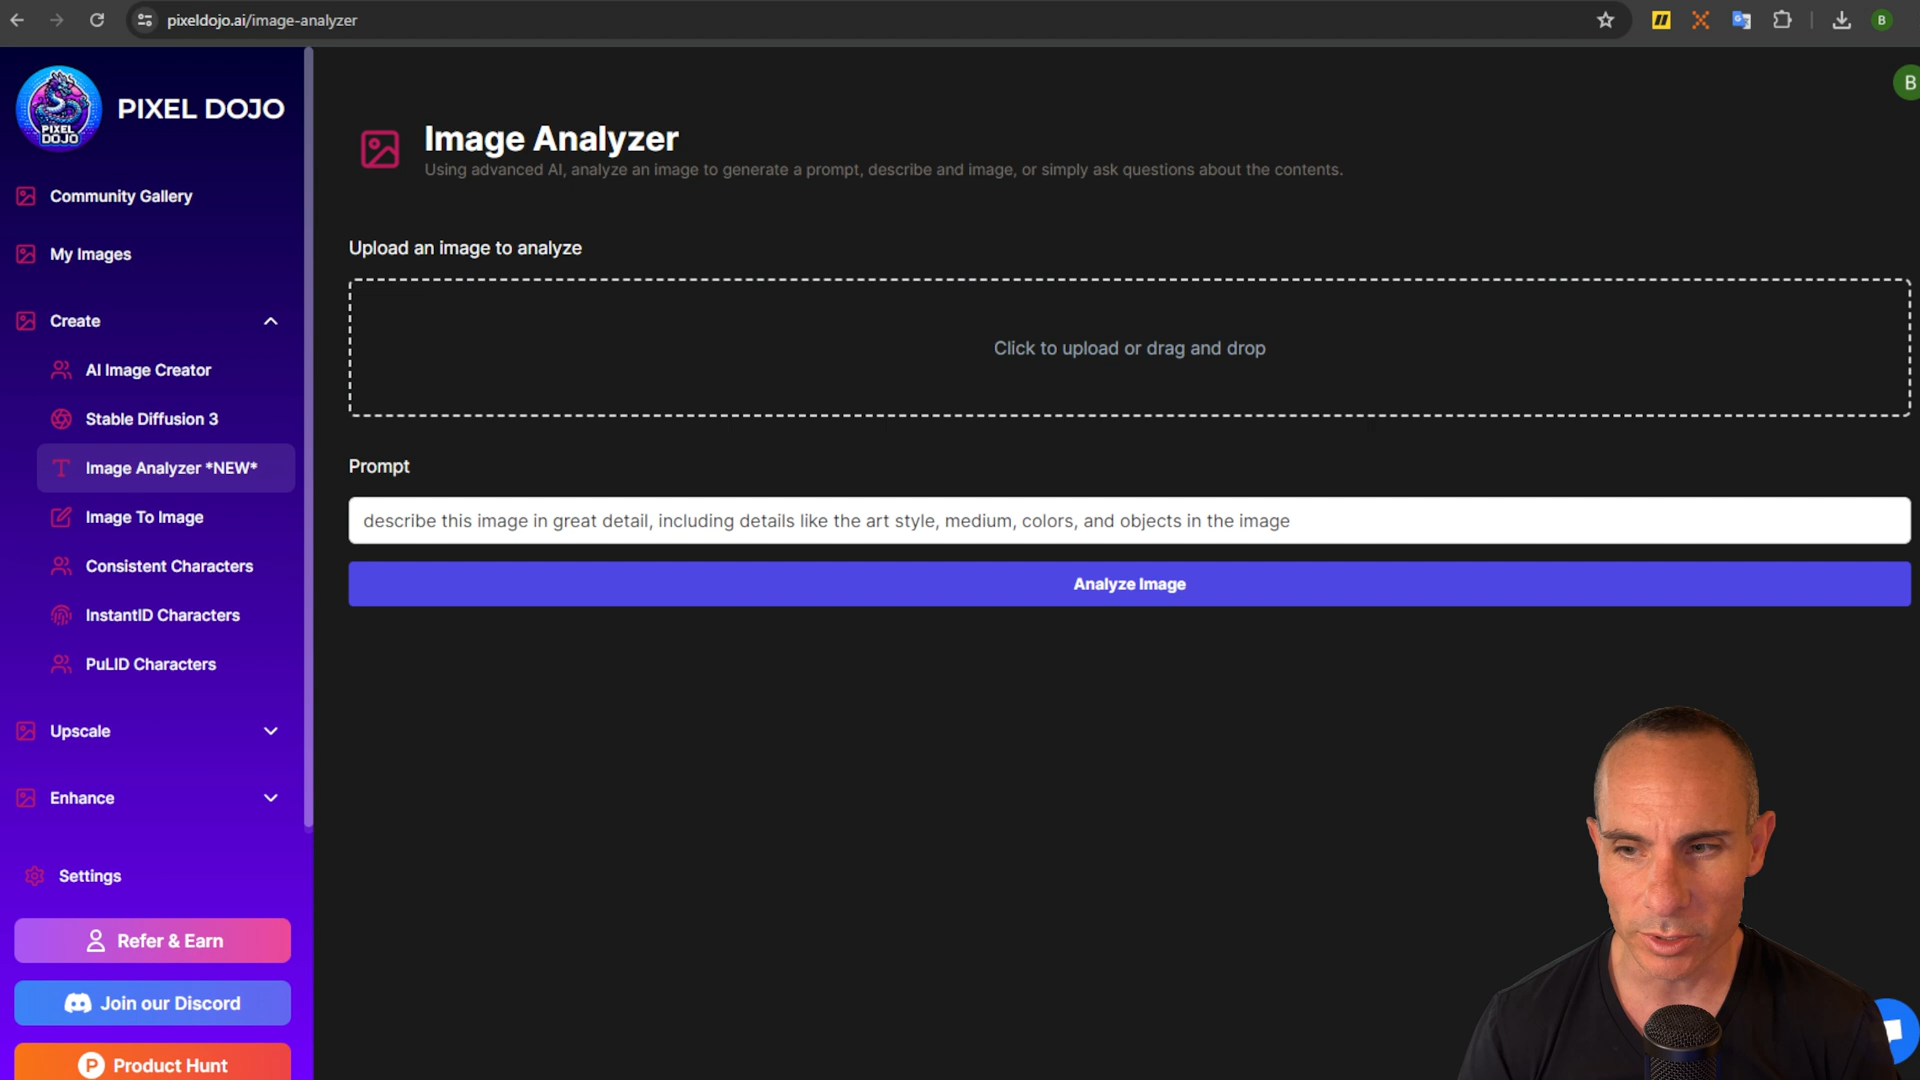 pixeldojo.ai/image-analyzer
B
PIXEL DOJO
PIXEL DOJO
B
Community Gallery
My Images
Create
AI Image Creator
Stable Diffusion 3
Image Analyzer *NEW*
Image To Image
Consistent Characters
InstantID Characters
PuLID Characters
Upscale
Enhance
Settings
Refer & Earn
Join our Discord
P Product Hunt
Image Analyzer
Using advanced AI, analyze an image to generate a prompt, describe and image, or simply ask questions about the contents.
Upload an image to analyze
Click to upload or drag and drop
Prompt
describe this image in great detail, including details like the art style, medium, colors, and objects in the image
Analyze Image